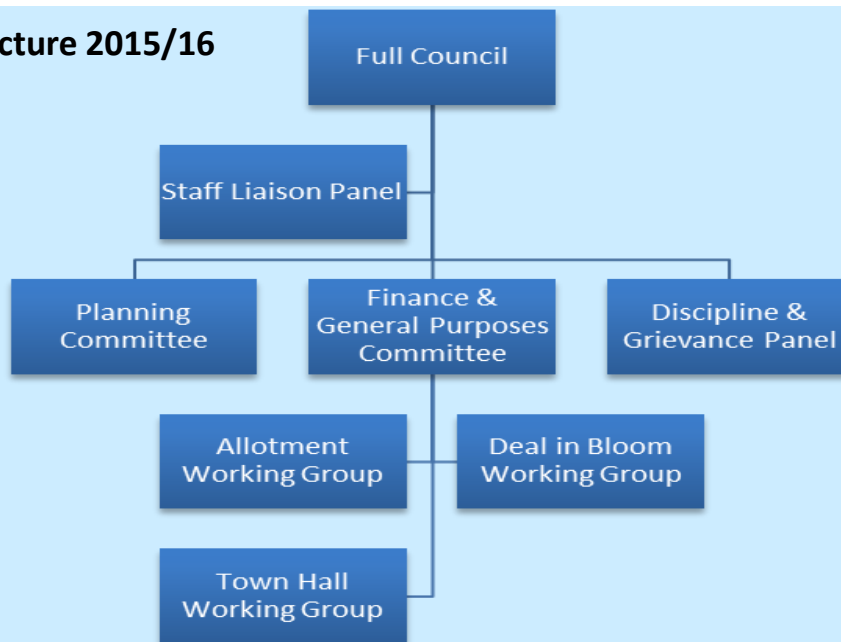 2015/16
Full Council
Staff Liaison Panel
Planning
Committee
Finance &
General Purposes
Committee
Discipline &
Grievance Panel
Allotment
Working Group
Deal in Bloom
Working Group
Town Hall
Working Group